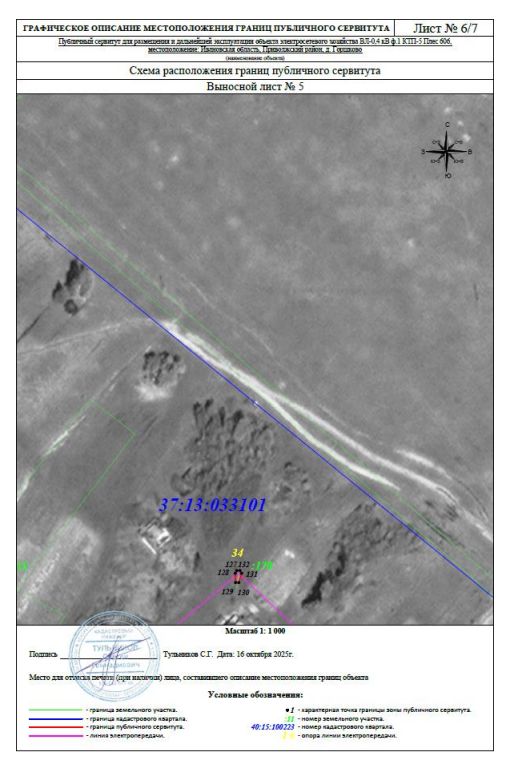 ГРАФИЧЕСКОЕ ОПИСАНИЕ МЕСТОПОЛОЖЕНИЯ ГРАНИЦ ПУБЛИЧНОГО СЕРВИТУТА Лист № 6/7
Публичный сервитут для размещения и дальнейшей эксплуатации объекта электросетевого хозяйства ВЛ-0,4 кВ ф.1 КТП-5 Плес 606,
местоположение: Ивановская область, Приволжский район, д. Горшково
(наименование объекта)
Схема расположения границ публичного сервитута
Выносной лист № 5
С
З В
Ю
37:13:033101
34
127 132
128 131
129 130
Масштаб 1: 1 000
КАДАСТРОВЫЙ
ИНЖЕНЕР
Подпись Тульников С.Г. Дата: 16 октября 2025г.
Место для оттиска печати (при наличии) лица, составившего описание местоположения границ объекта
Условные обозначения:
- граница земельного участка.
- граница кадастрового квартала.
- граница публичного сервитута.
- линия электропередачи.
1 - характерная точка границы зоны публичного сервитута.
:11 - номер земельного участка.
40:15:100223 - номер кадастрового квартала.
- опора линии электропередачи.